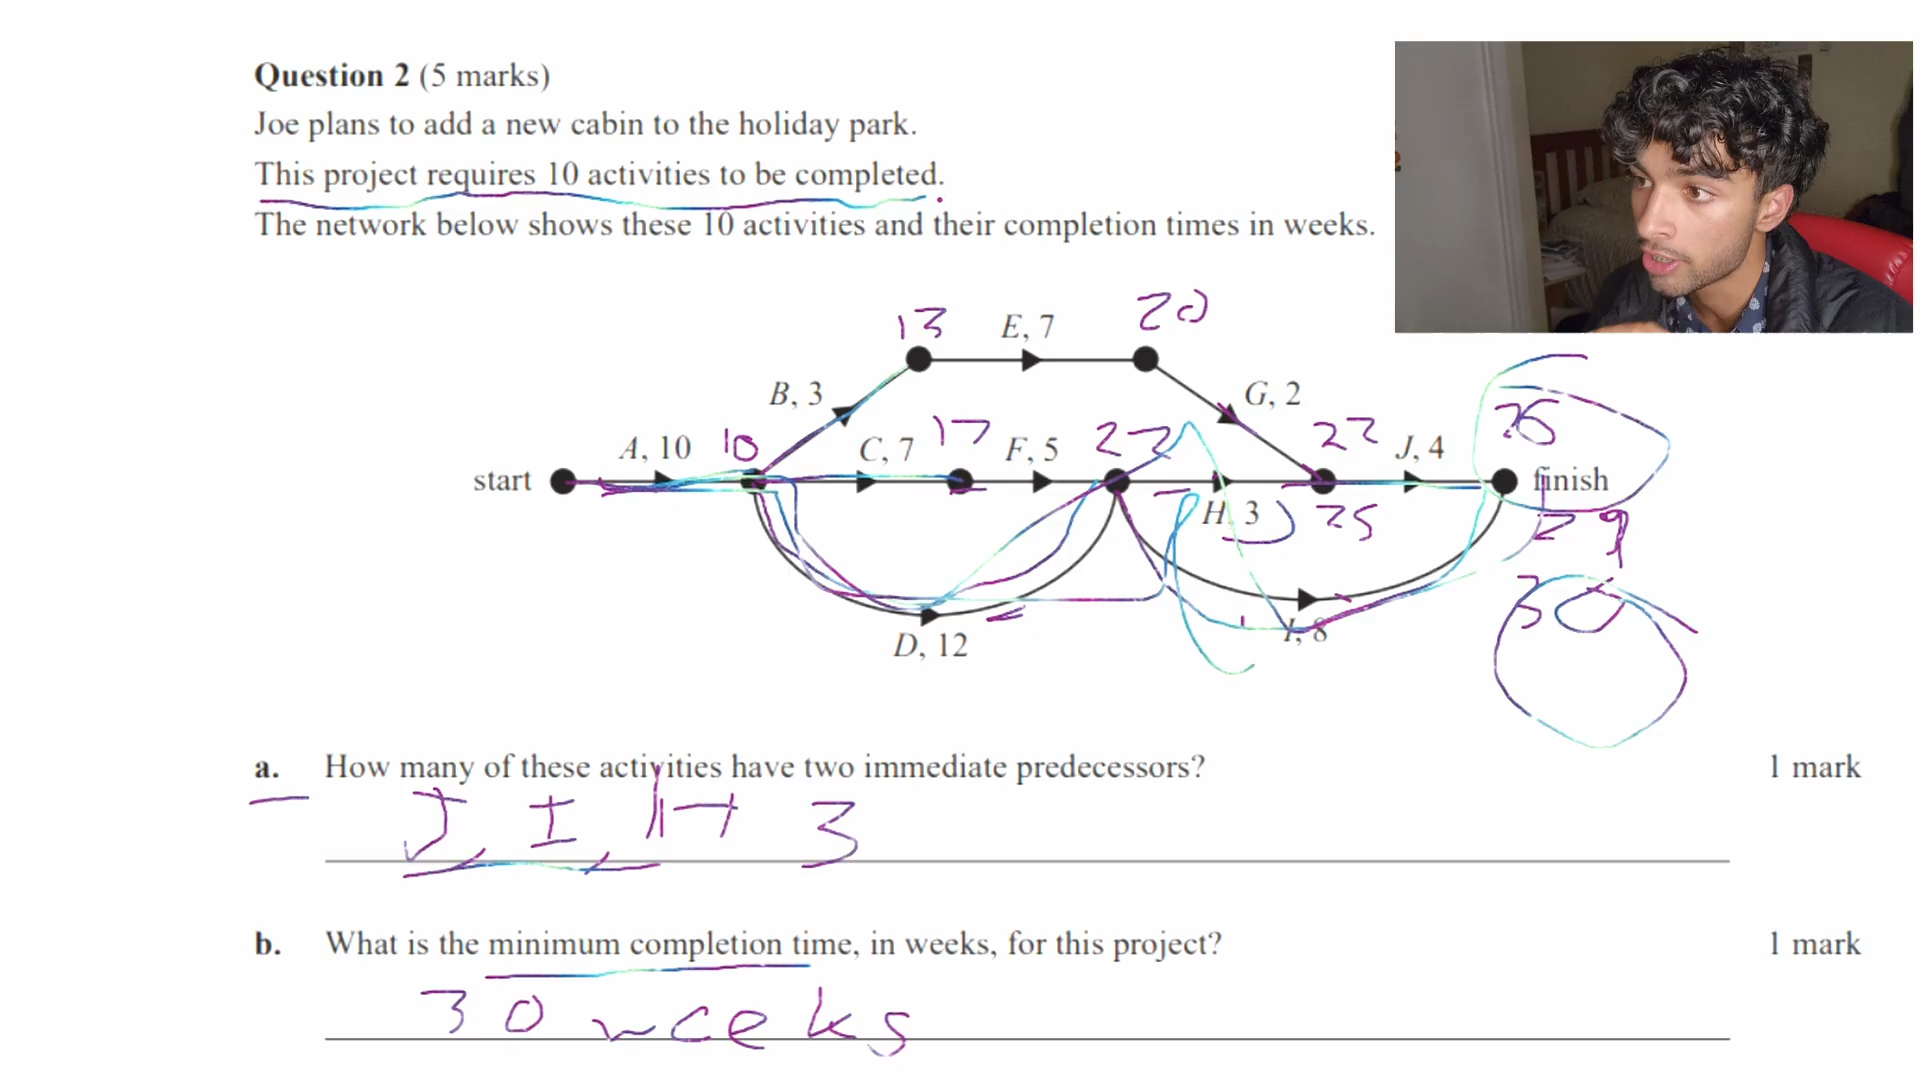 Question 2 (5 marks)
Joe plans to add a new cabin to the holiday park.
This project requires 10 activities to be completed.
The network below shows these 10 activities and their completion times in weeks.
13 E, 7 20
B, 3 G, 2 26
A, 10 10 C, 7 17 F, 5 22 22 J, 4
start finish
H, 3 25 29
30
D, 12 I, 8
a. How many of these activities have two immediate predecessors? 1 mark
J, I, H 3
b. What is the minimum completion time, in weeks, for this project? 1 mark
30 weeks